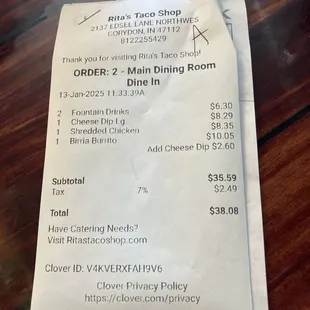 Rita's Taco Shop
2137 EDSEL LANE NORTHWES
CORYDON, IN 47112
8122255429
A
Thank you for visiting Rita's Taco Shop!
ORDER: 2 - Main Dining Room
Dine In
13-Jan-2025 11:33:39A
2 Fountain Drinks $6.30
1 Cheese Dip Lg $8.29
1 Shredded Chicken $8.35
1 Birria Burrito $10.05
Add Cheese Dip $2.60
Subtotal $35.59
Tax 7% $2.49
Total $38.08
Have Catering Needs?
Visit Ritastacoshop.com
Clover ID: V4KVERXFAH9V6
Clover Privacy Policy
https://clover.com/privacy